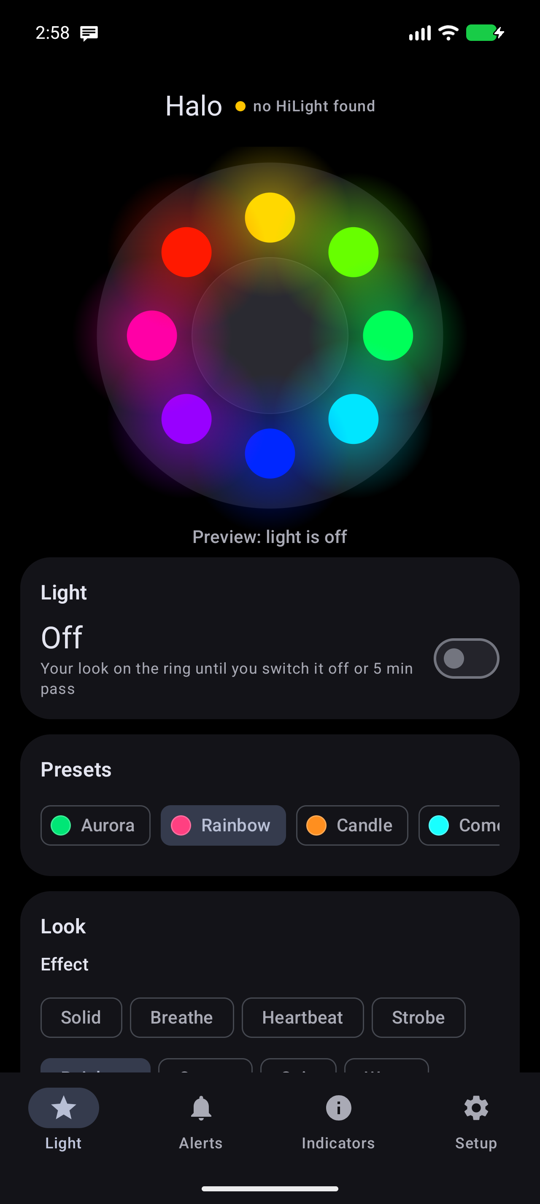 2:58
Halo
no HiLight found
Preview: light is off
Light
Off
Your look on the ring until you switch it off or 5 min
pass
Presets
Aurora
Rainbow
Candle
Look
Effect
Solid
Breathe
Heartbeat
Strobe
Light
Alerts
Indicators
Setup